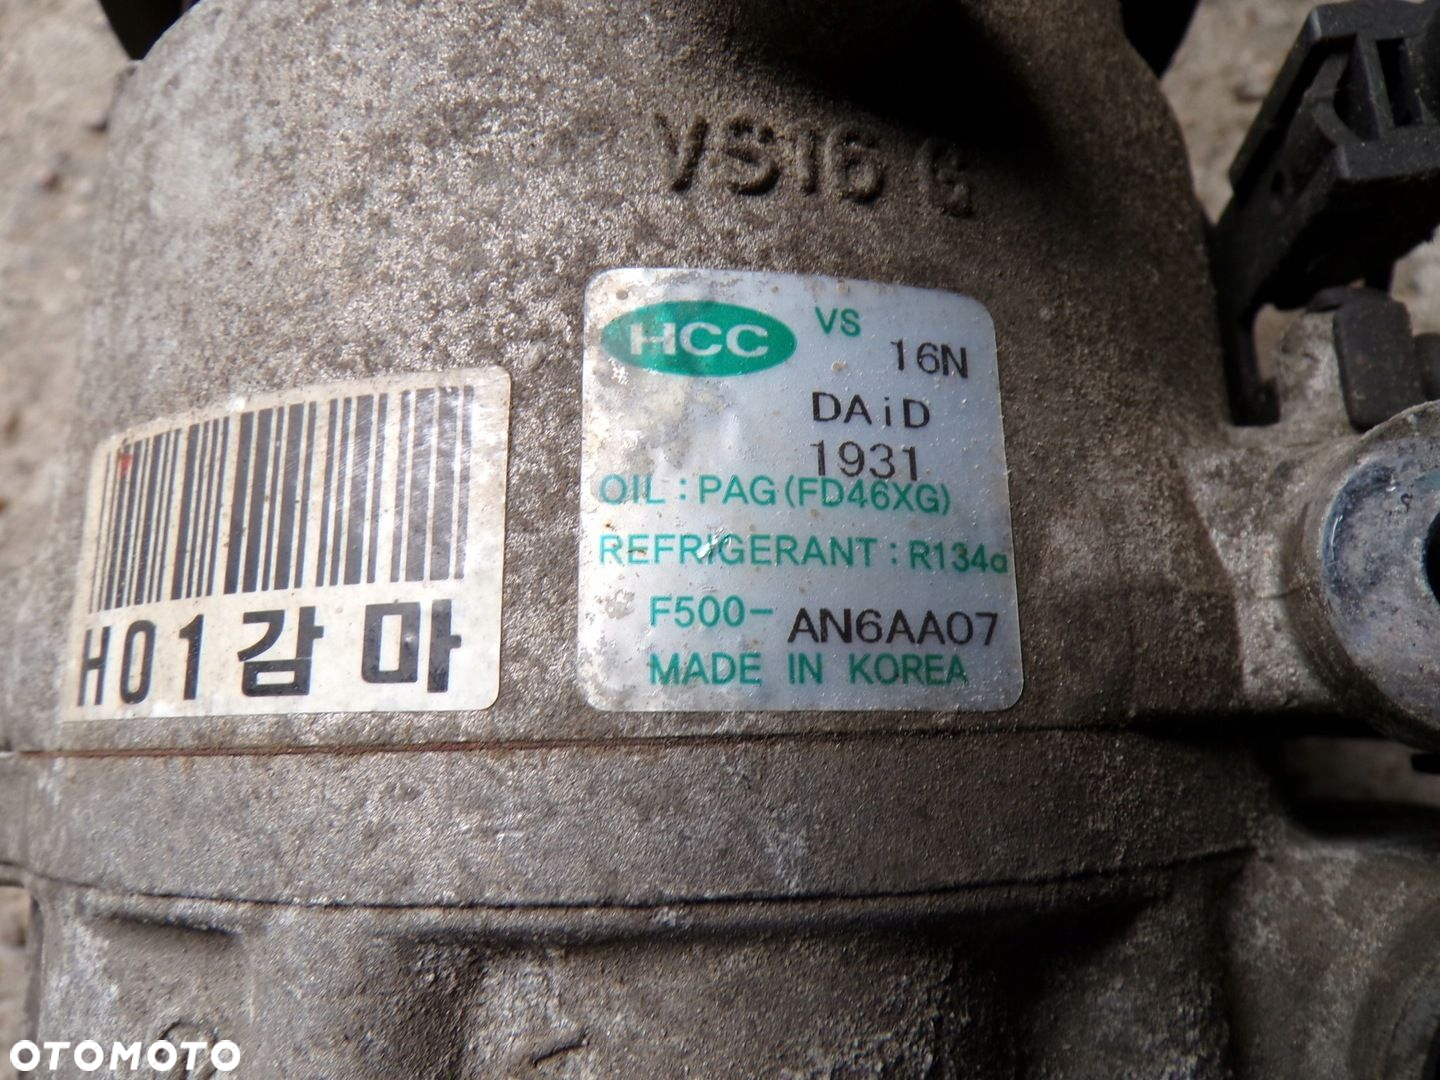 VS16 G
HCC VS 16N
DAiD
1931
OIL : PAG (FD46XG)
REFRIGERANT : R134a
F500- AN6AA07
MADE IN KOREA
H01감마
OTOMOTO